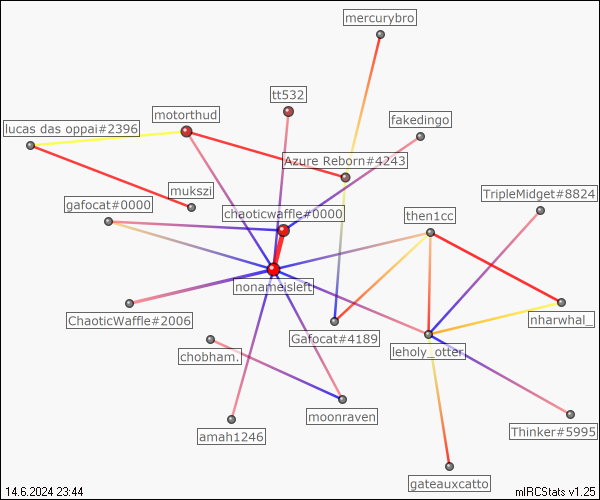 mercurybro
tt532
motorthud
fakedingo
lucas das oppai#2396
Azure Reborn#4243
mukszi
TripleMidget#8824
gafocat#0000
chaoticwaffle#0000
then1cc
nonameisleft
ChaoticWaffle#2006
nharwhal_
Gafocat#4189
leholy_otter
chobham.
moonraven
amah1246
Thinker#5995
gateauxcatto
14.6.2024 23:44
mIRCStats v1.25